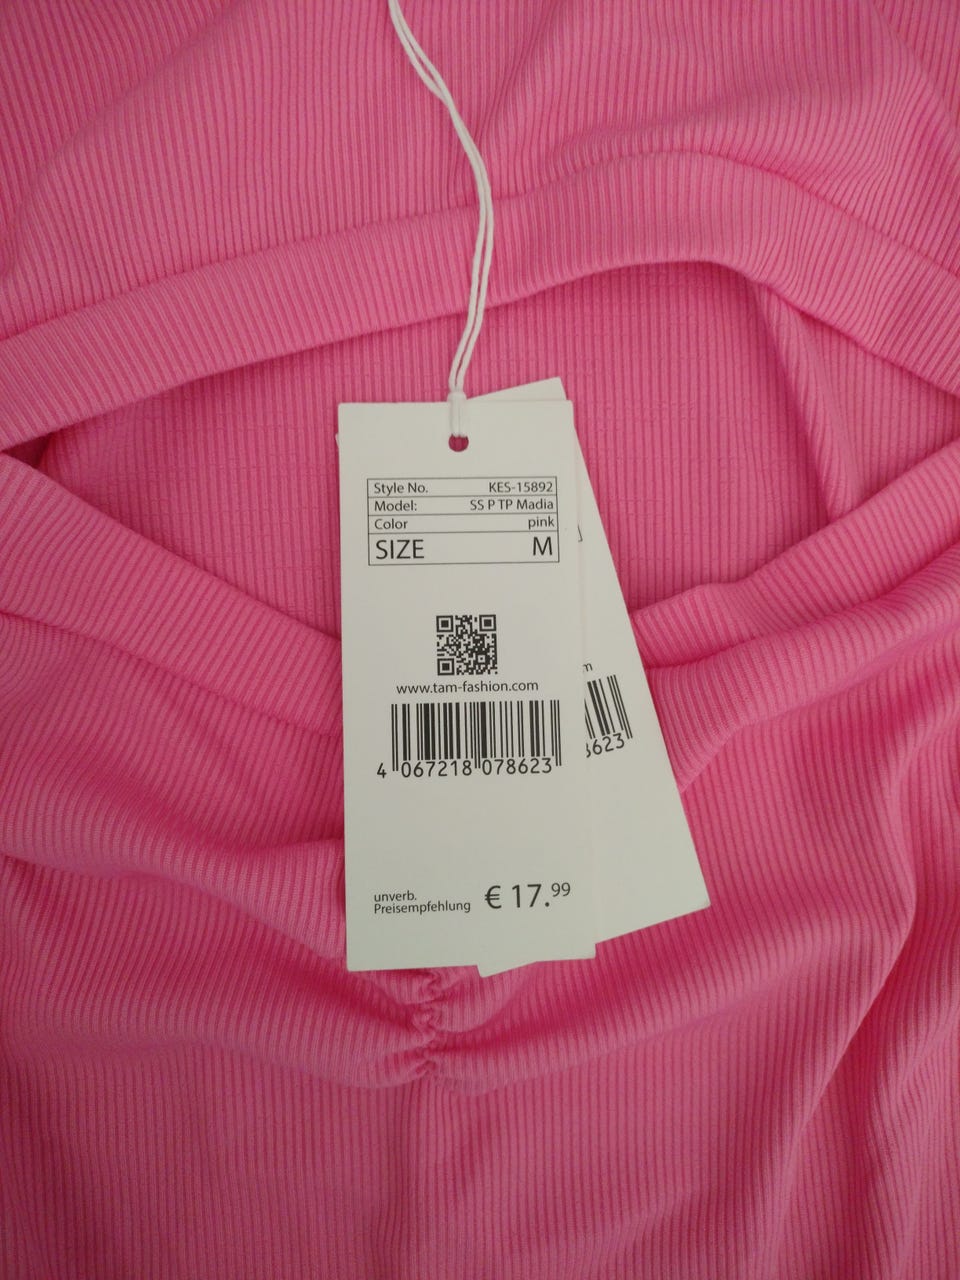 Style No. KES-15892
Model: SS P TP Madia
Color pink
SIZE M
www.tam-fashion.com
4 067218 078623
unverb.
Preisempfehlung € 17.99
m
3623